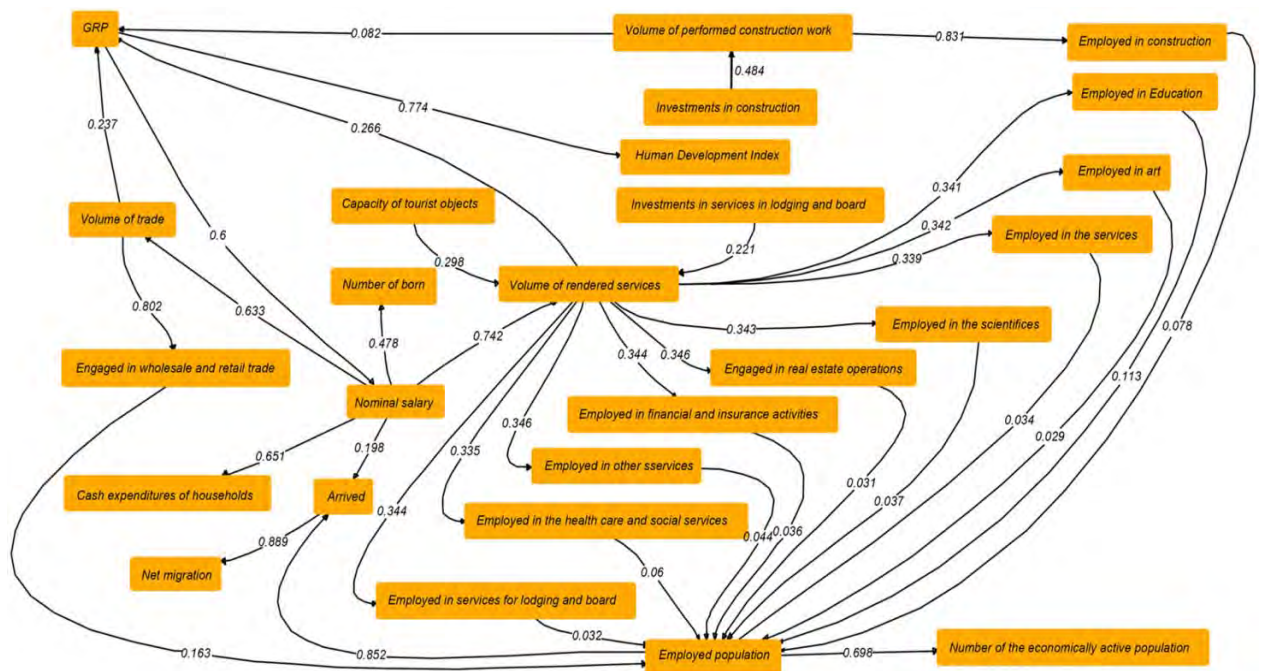 GRP
Volume of performed construction work
Employed in construction
0.082
0.831
0.484
Employed in Education
Investments in construction
0.774
0.237
0.266
Human Development Index
Employed in art
0.341
Capacity of tourist objects
Investments in services in lodging and board
Volume of trade
0.342
0.6
Employed in the services
0.221
0.339
0.298
Number of born
Volume of rendered services
0.802
0.633
0.742
0.343
Employed in the scientifices
0.078
0.478
0.344
0.346
Engaged in wholesale and retail trade
Engaged in real estate operations
0.113
Nominal salary
Employed in financial and insurance activities
0.346
0.034
0.198
0.335
0.651
0.029
Employed in other sservices
0.031
Cash expenditures of households
Arrived
0.037
0.344
Employed in the health care and social services
0.044
0.036
0.889
Net migration
0.06
Employed in services for lodging and board
0.032
0.163
0.852
Employed population
0.698
Number of the economically active population